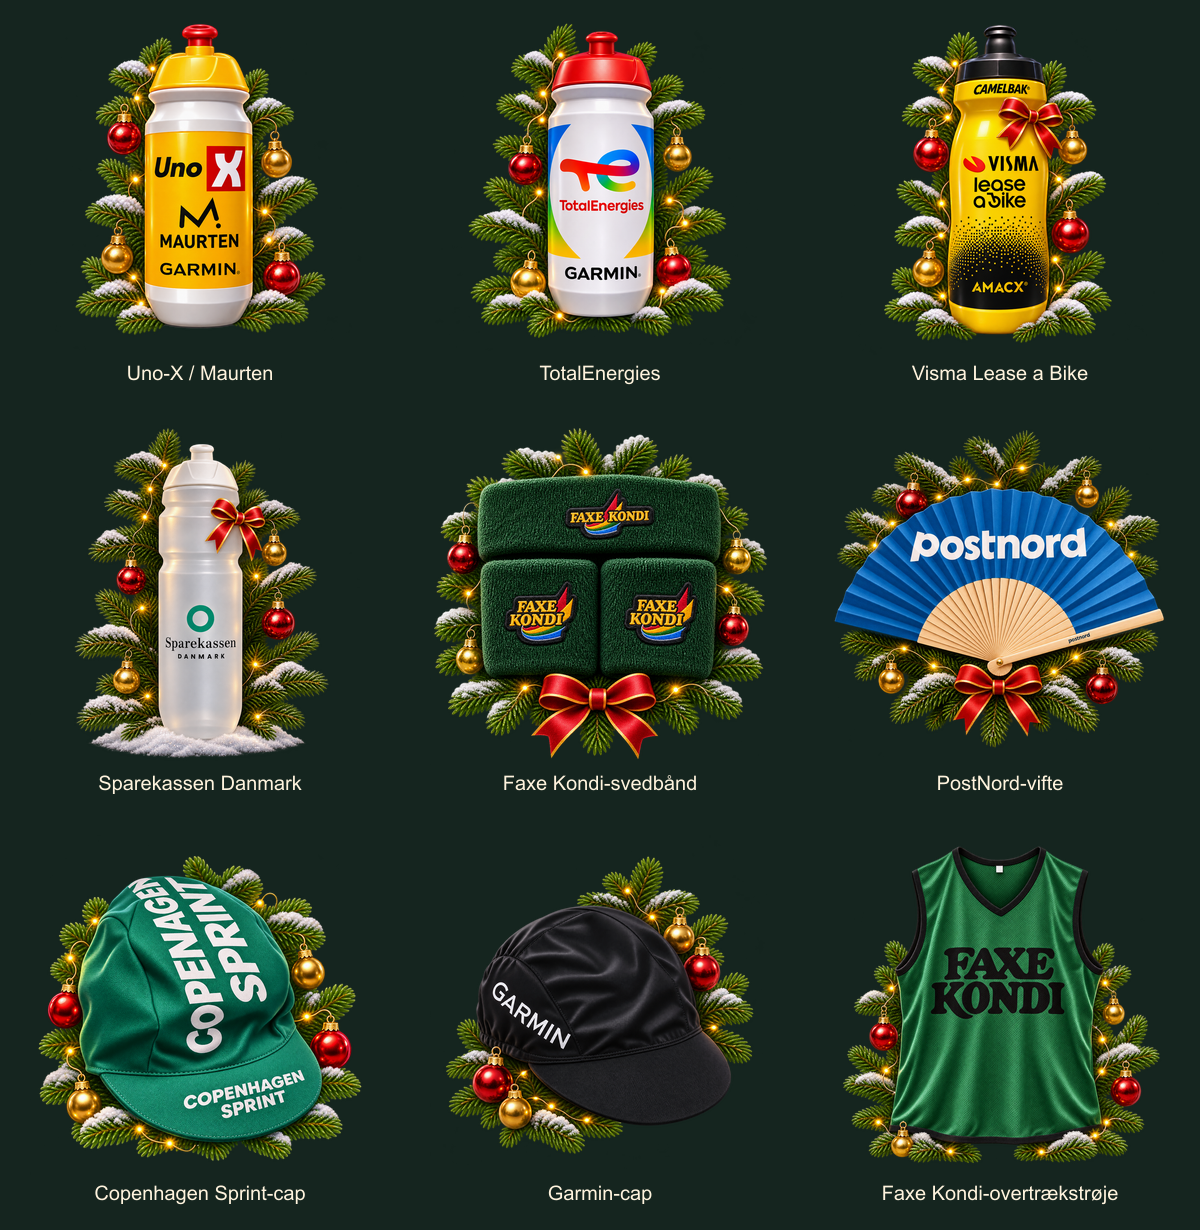 Uno X
MAURTEN
GARMIN
Uno-X / Maurten
TotalEnergies
GARMIN
TotalEnergies
CAMELBAK
VISMA
lease
a bike
AMACX
Visma Lease a Bike
Sparekassen
DANMARK
Sparekassen Danmark
FAXE KONDI
FAXE
KONDI
FAXE
KONDI
Faxe Kondi-svedbånd
postnord
postnord
PostNord-vifte
COPENHAGEN
SPRINT
COPENHAGEN
SPRINT
Copenhagen Sprint-cap
GARMIN
Garmin-cap
FAXE
KONDI
Faxe Kondi-overtrækstrøje